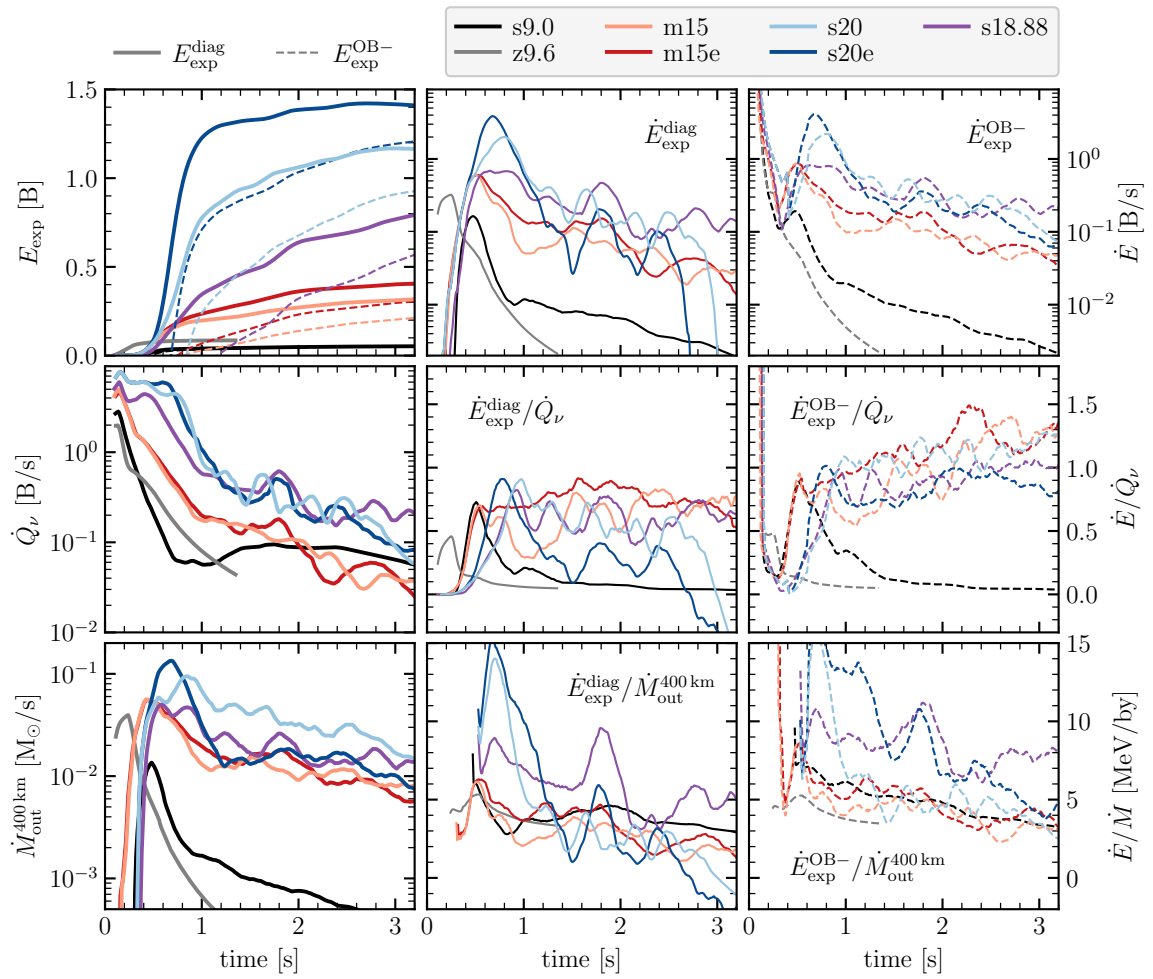 E_exp^diag E_exp^OB− s9.0 m15 s20 s18.88
z9.6 m15e s20e
1.5
1.0
0.5
0.0
E_exp [B]
Ė_exp^diag
Ė_exp^OB−
10^0
10^−1
10^−2
Ė [B/s]
10^0
10^−1
10^−2
Q̇_ν [B/s]
Ė_exp^diag/Q̇_ν
Ė_exp^OB−/Q̇_ν
1.5
1.0
0.5
0.0
Ė/Q̇_ν
10^−1
10^−2
10^−3
Ṁ_out^400 km [M_⊙/s]
Ė_exp^diag/Ṁ_out^400 km
Ė_exp^OB−/Ṁ_out^400 km
15
10
5
0
Ė/Ṁ [MeV/by]
0 1 2 3 0 1 2 3 0 1 2 3
time [s] time [s] time [s]